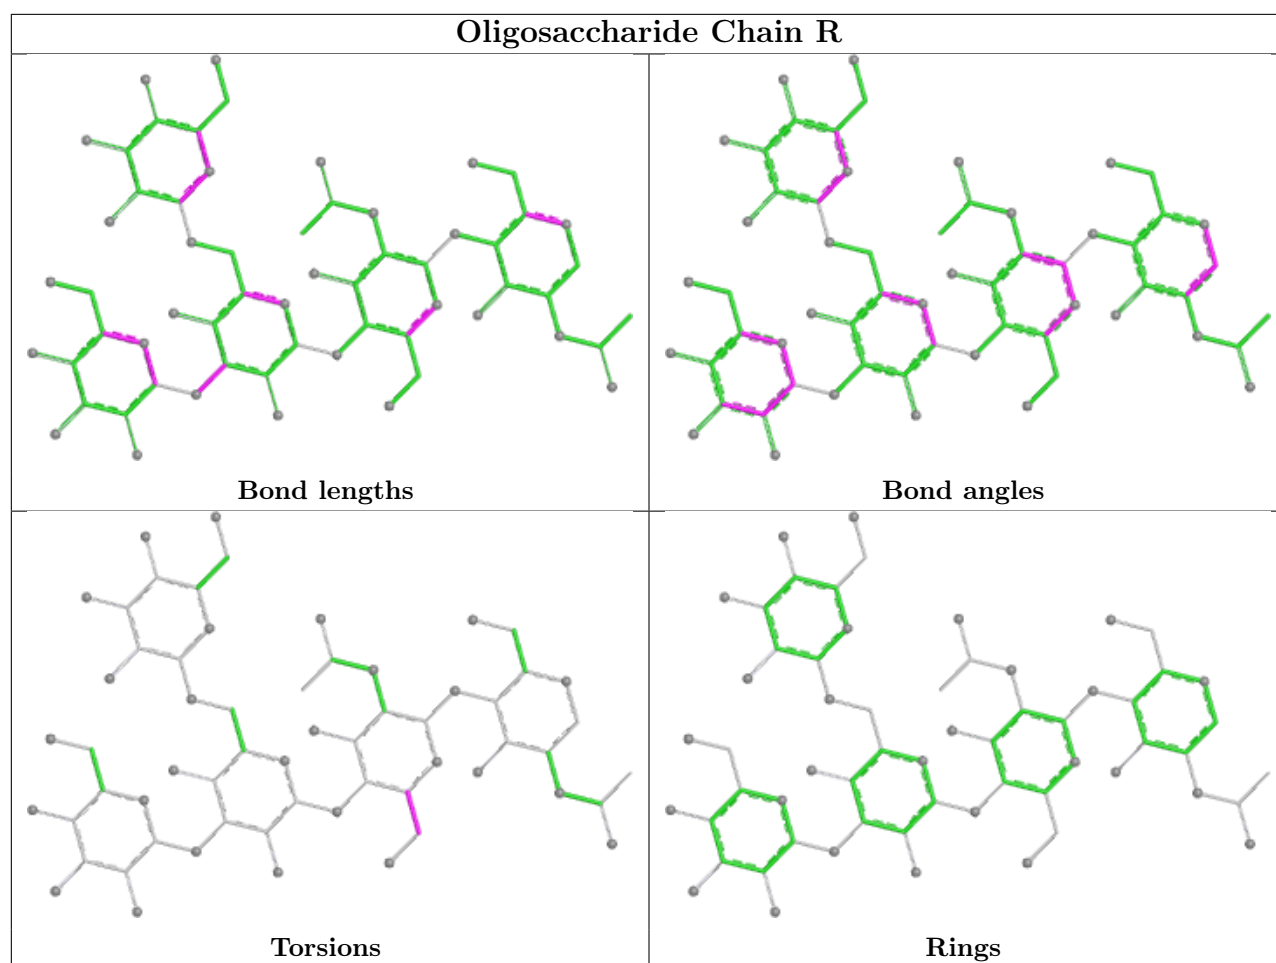 Oligosaccharide Chain R
Bond lengths
Bond angles
Torsions
Rings